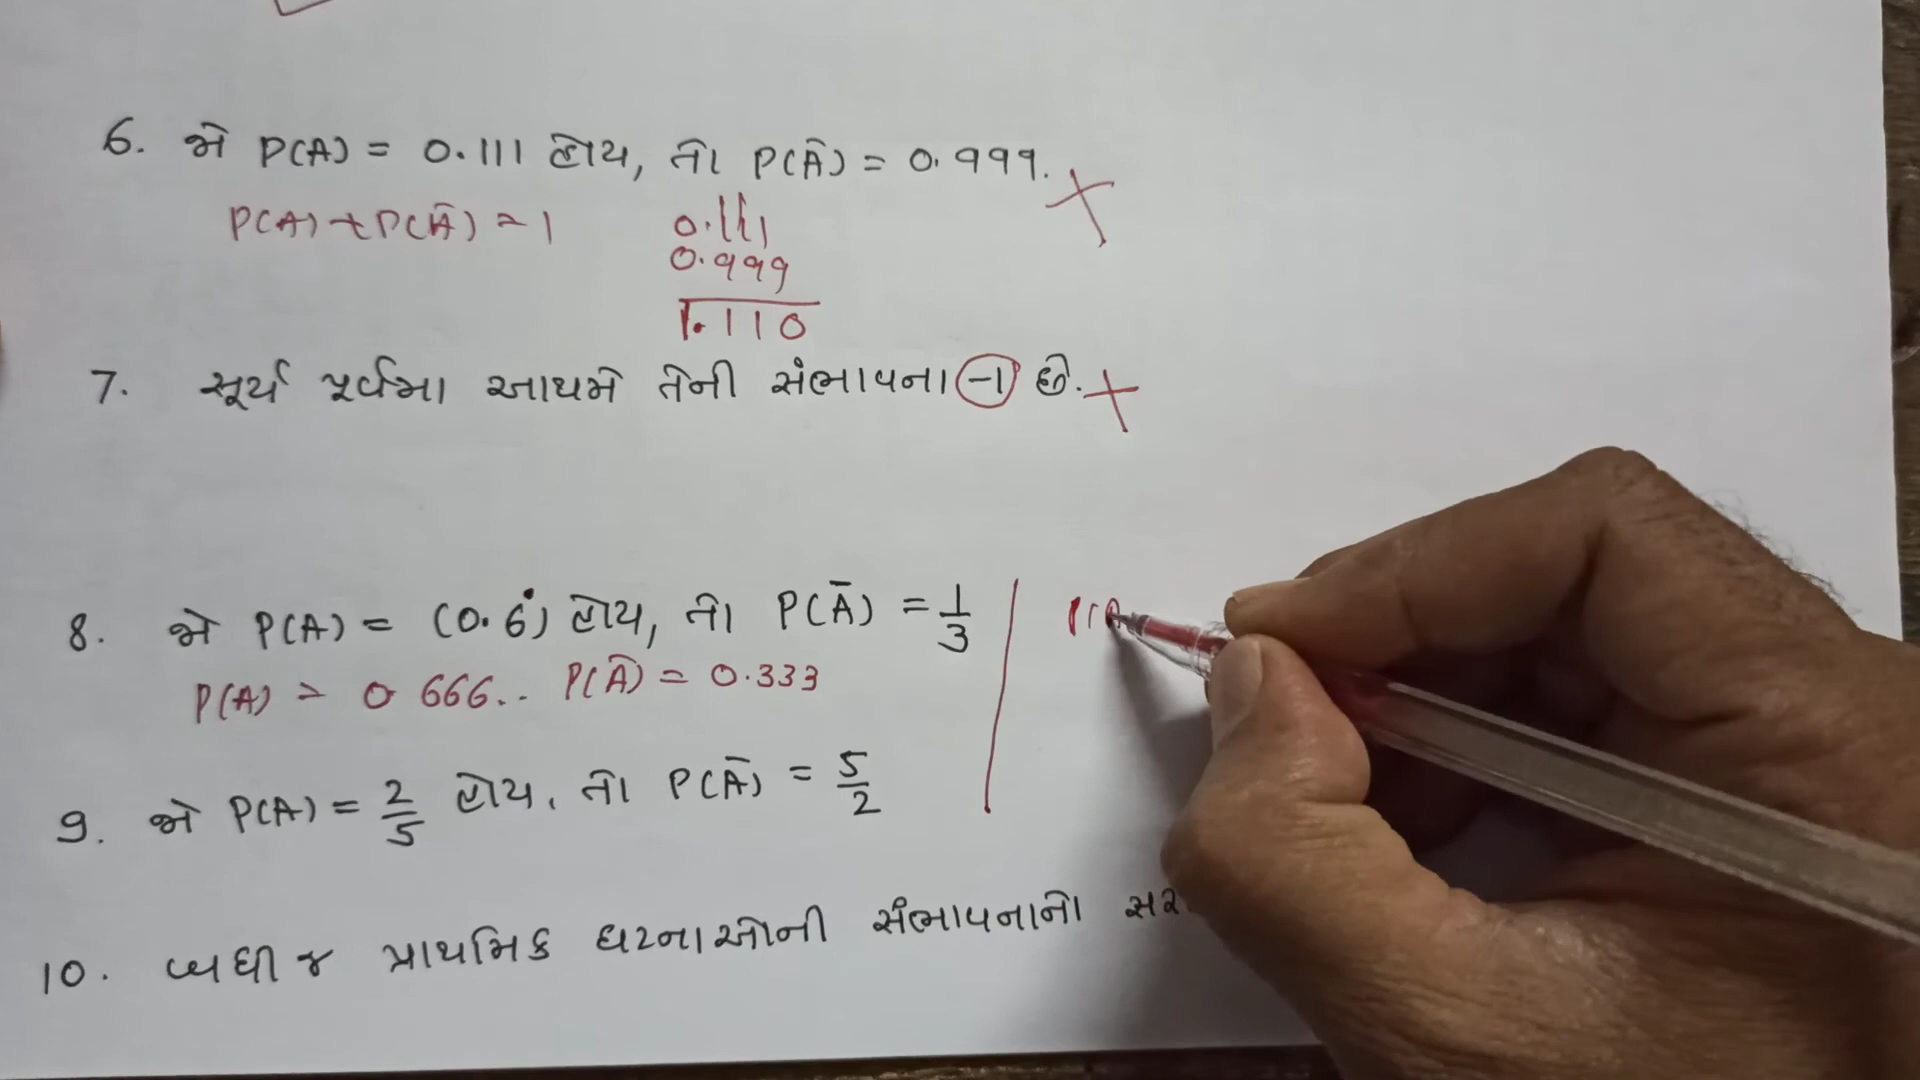 6. જો P(A) = 0.111 હોય, તો P(Ā) = 0.999. ×
P(A) + P(Ā) = 1
0.111
0.999
1.110
7. સૂર્ય પૂર્વમા આથમે તેની સંભાવના -1 છે. ×
8. જો P(A) = (0.6̇) હોય, તો P(Ā) = 1/3
P(A) = 0 666.. P(Ā) = 0.333
9. જો P(A) = 2/5 હોય, તો P(Ā) = 5/2
10. બધી જ પ્રાથમિક ઘટનાઓની સંભાવનાનો